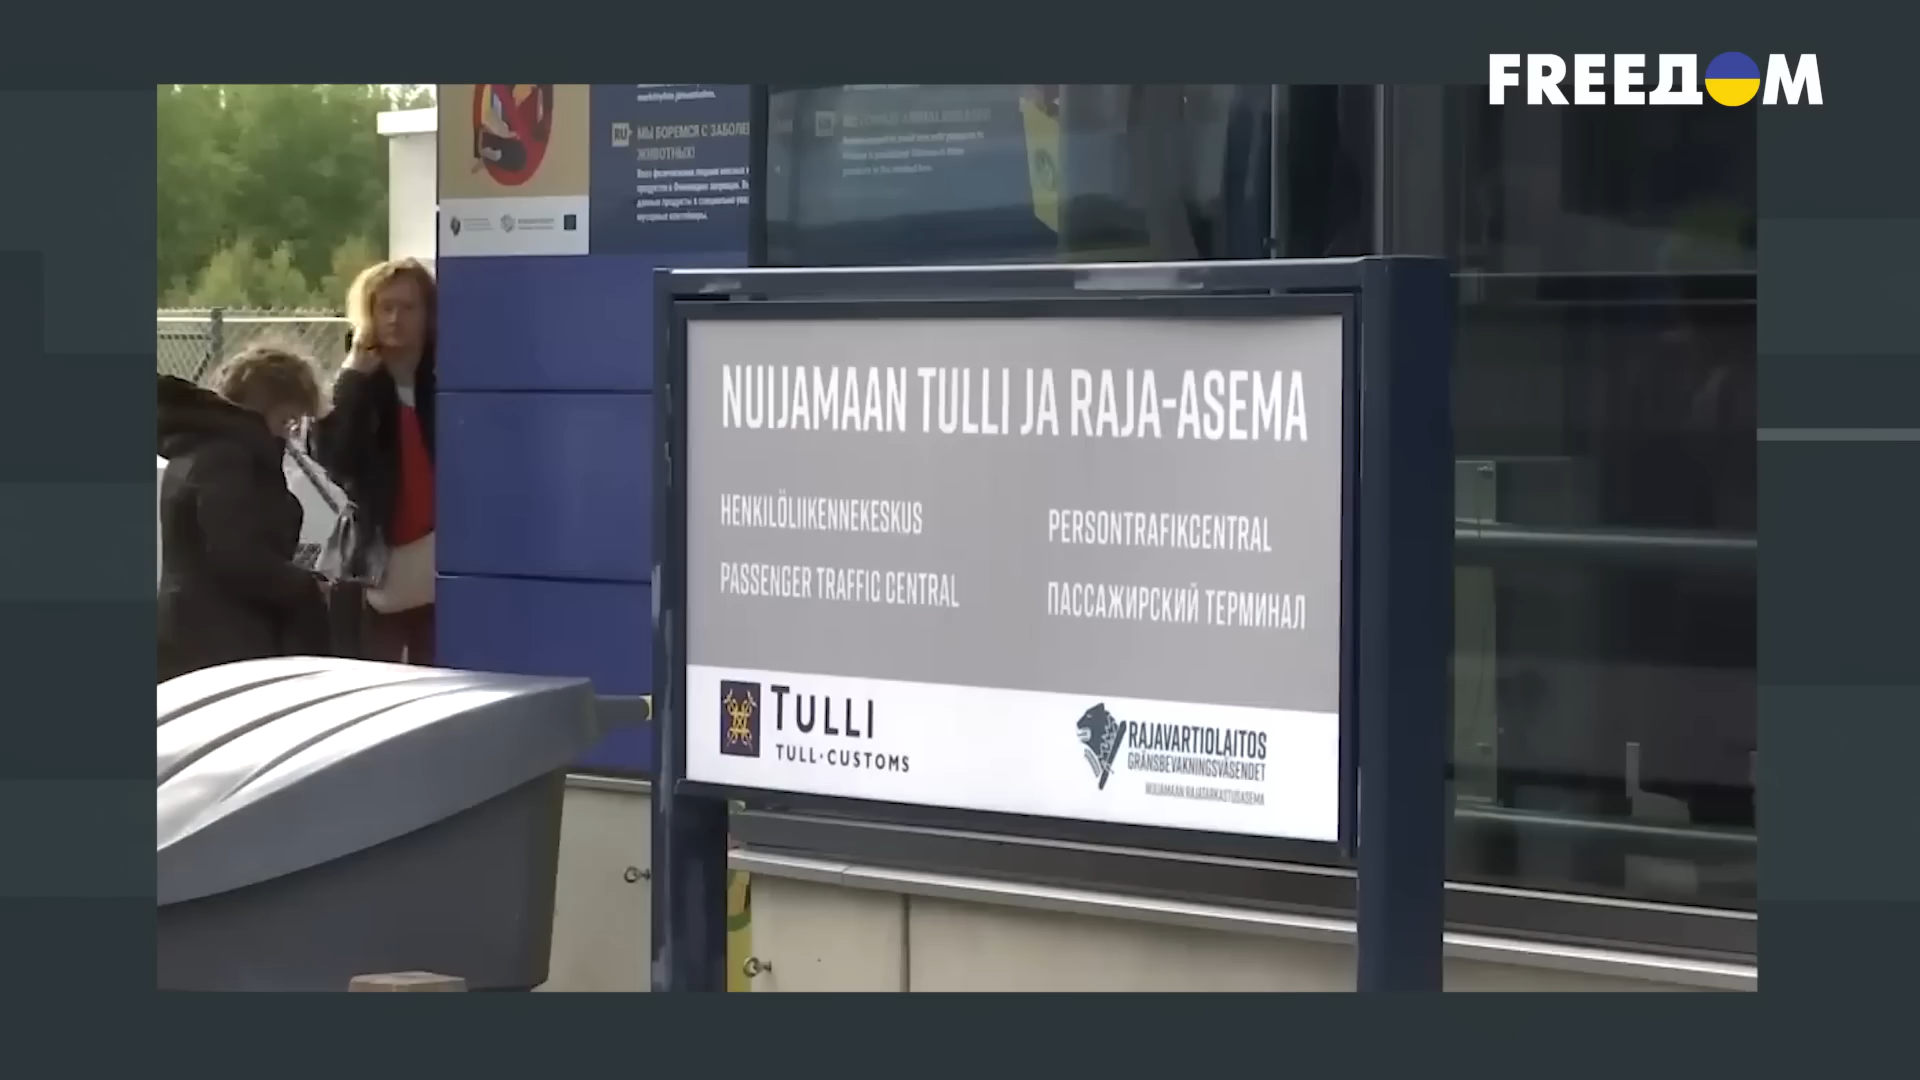 FREEДOM
RU
МЫ БОРЕМСЯ С ЗАБОЛЕ
ЖИВОТНЫХ!
NUIJAMAAN TULLI JA RAJA-ASEMA
HENKILÖLIIKENNEKESKUS
PERSONTRAFIKCENTRAL
PASSENGER TRAFFIC CENTRAL
ПАССАЖИРСКИЙ ТЕРМИНАЛ
TULLI
TULL·CUSTOMS
RAJAVARTIOLAITOS
GRÄNSBEVAKNINGSVÄSENDET
NUIJAMAAN RAJATARKASTUSASEMA